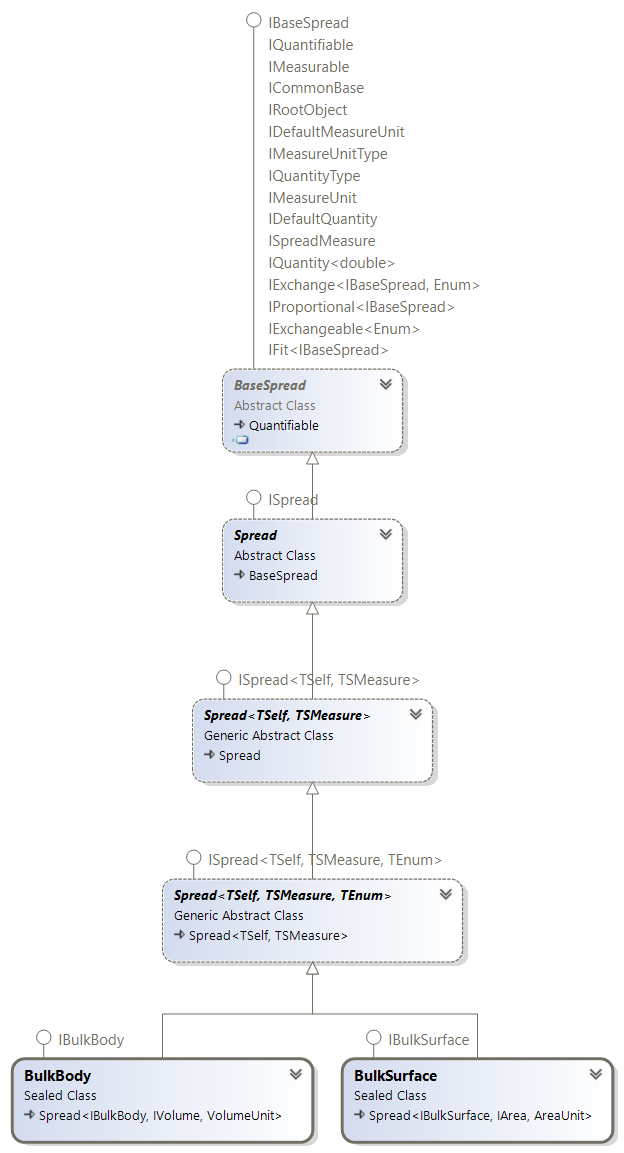 IBaseSpread
IQuantifiable
IMeasurable
ICommonBase
IRootObject
IDefaultMeasureUnit
IMeasureUnitType
IQuantityType
IMeasureUnit
IDefaultQuantity
ISpreadMeasure
IQuantity<double>
IExchange<IBaseSpread, Enum>
IProportional<IBaseSpread>
IExchangeable<Enum>
IFit<IBaseSpread>
BaseSpread
Abstract Class
Quantifiable
ISpread
Spread
Abstract Class
BaseSpread
ISpread<TSelf, TSMeasure>
Spread<TSelf, TSMeasure>
Generic Abstract Class
Spread
ISpread<TSelf, TSMeasure, TEnum>
Spread<TSelf, TSMeasure, TEnum>
Generic Abstract Class
Spread<TSelf, TSMeasure>
IBulkBody
BulkBody
Sealed Class
Spread<IBulkBody, IVolume, VolumeUnit>
IBulkSurface
BulkSurface
Sealed Class
Spread<IBulkSurface, IArea, AreaUnit>